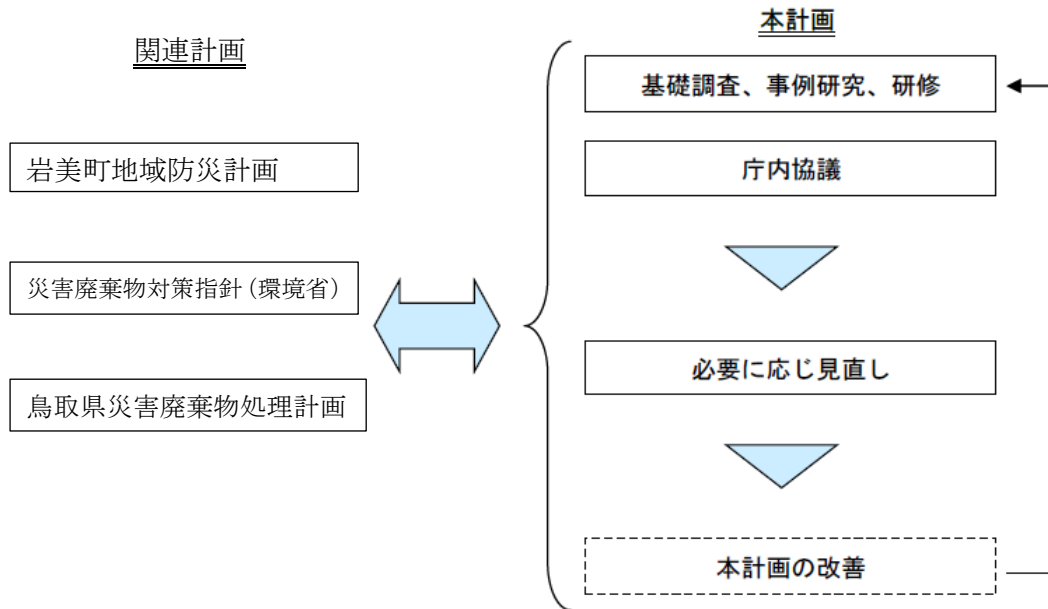 関連計画
岩美町地域防災計画
災害廃棄物対策指針（環境省）
鳥取県災害廃棄物処理計画
本計画
基礎調査、事例研究、研修
庁内協議
必要に応じ見直し
本計画の改善